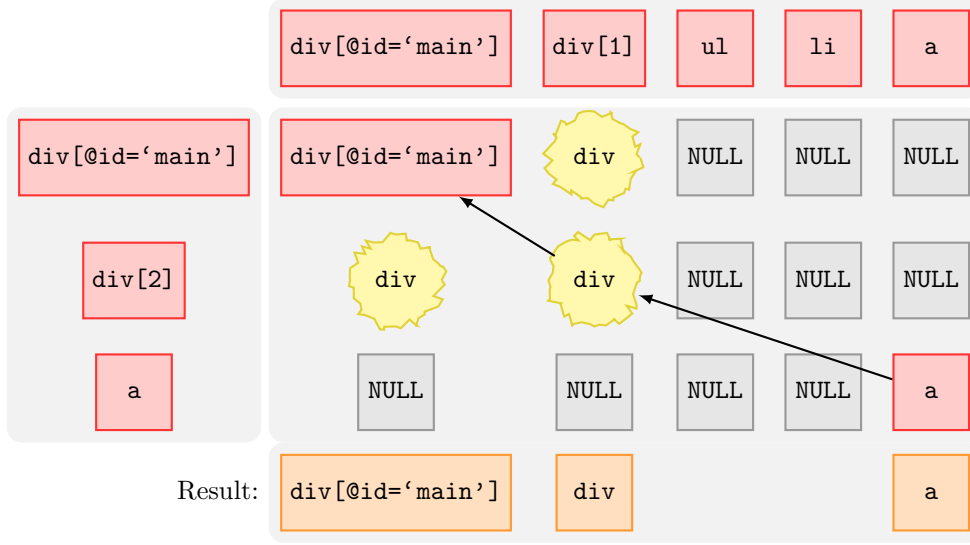 div[@id=‘main’] div[1] ul li a
div[@id=‘main’] div[@id=‘main’] div NULL NULL NULL
div[2] div div NULL NULL NULL
a NULL NULL NULL NULL a
Result: div[@id=‘main’] div a